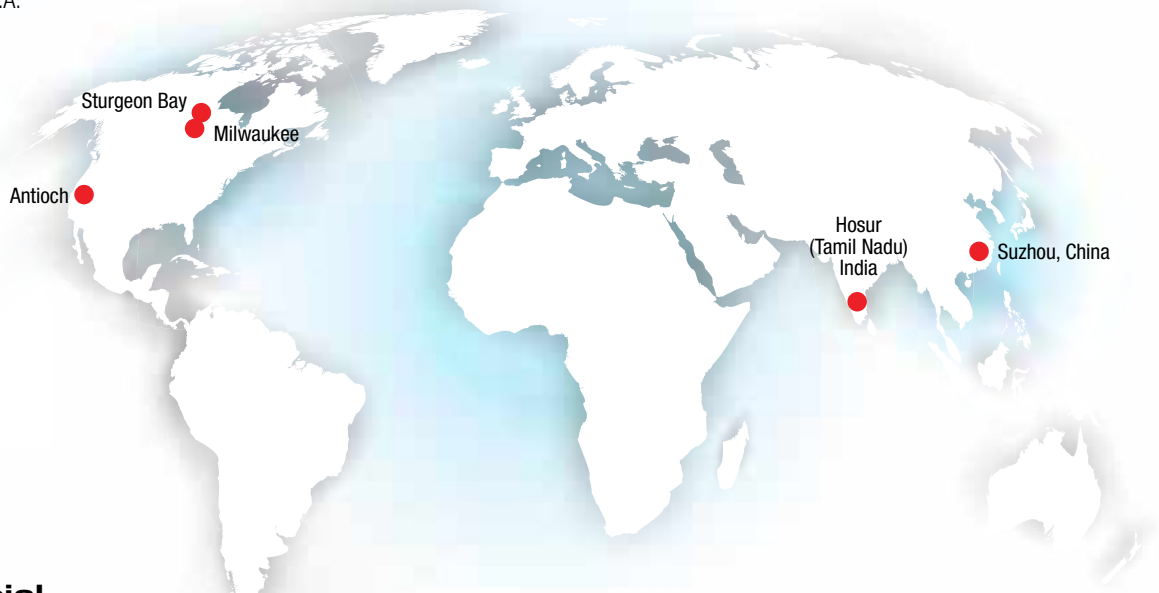 .A.
Sturgeon Bay
Milwaukee
Antioch
Hosur
(Tamil Nadu)
India
Suzhou, China